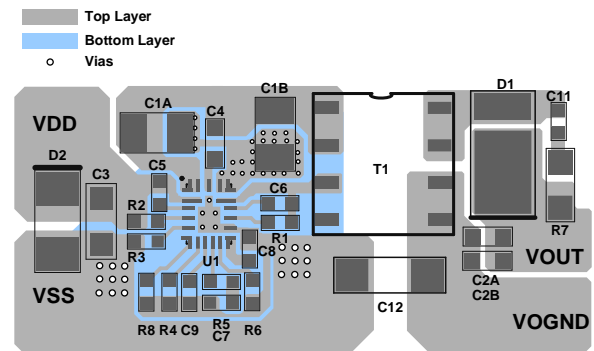 Top Layer
Bottom Layer
Vias
C1A
C4
C1B
D1
C11
VDD
D2
C3
C5
R2
R3
C6
R1
T1
R7
U1
C8
VOUT
C2A
C2B
VSS
C12
VOGND
R8
R4
C9
R5
C7
R6